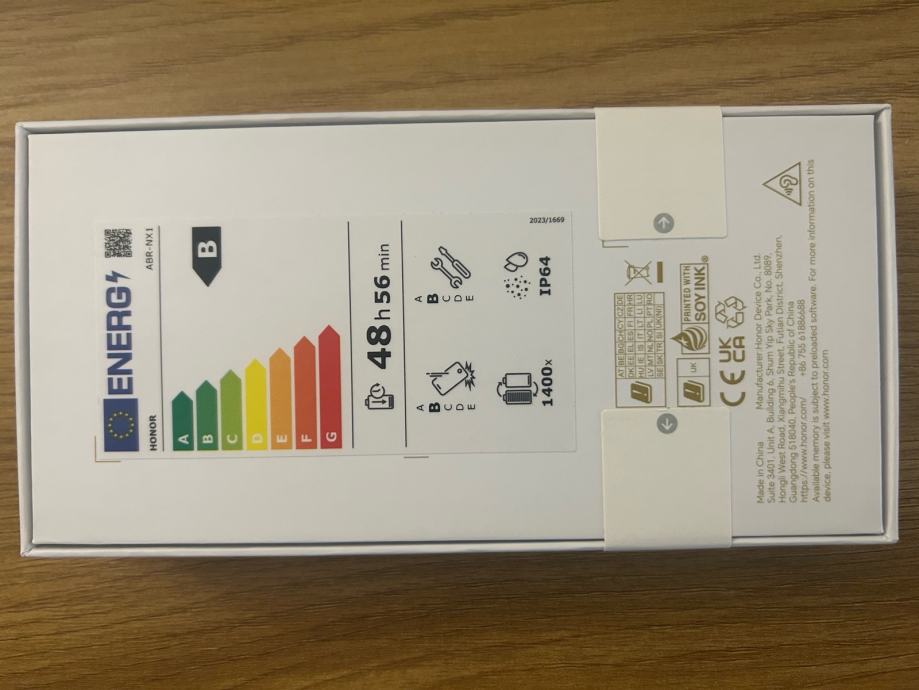 ENERG
HONOR ABR-NX1
A
B
C
D
E
F
G
B
48h56min
A
B
C
D
E
A
B
C
D
E
1400x
IP64
2023/1669
UK
PRINTED WITH
SOY INK®
CE UK
CA
Made in China Manufacturer: Honor Device Co., Ltd.
Suite 3401, Unit A, Building 6, Shum Yip Sky Park, No. 8089,
Hongli West Road, Xiangmihu Street, Futian District, Shenzhen,
Guangdong 518040, People's Republic of China
https://www.honor.com/ +86 755 61886688
Available memory is subject to preloaded software. For more information on this
device, please visit www.honor.com